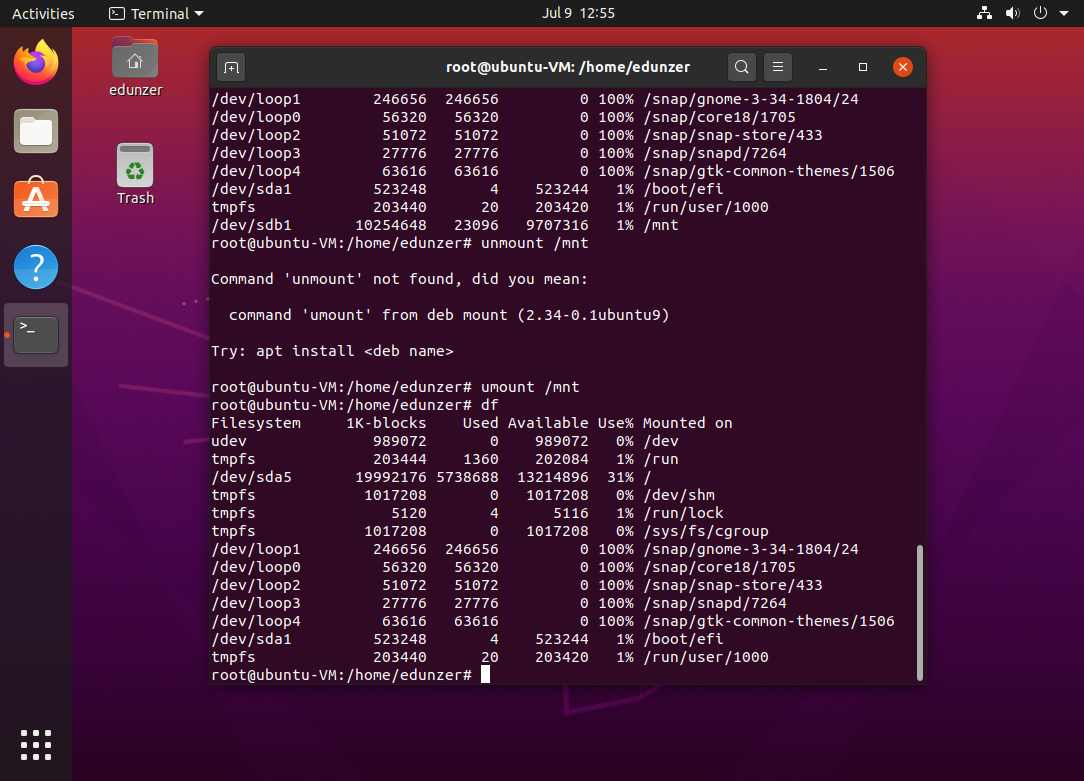 Activities Terminal Jul 9 12:55
edunzer
Trash
root@ubuntu-VM: /home/edunzer
/dev/loop1 246656 246656 0 100% /snap/gnome-3-34-1804/24
/dev/loop0 56320 56320 0 100% /snap/core18/1705
/dev/loop2 51072 51072 0 100% /snap/snap-store/433
/dev/loop3 27776 27776 0 100% /snap/snapd/7264
/dev/loop4 63616 63616 0 100% /snap/gtk-common-themes/1506
/dev/sda1 523248 4 523244 1% /boot/efi
tmpfs 203440 20 203420 1% /run/user/1000
/dev/sdb1 10254648 23096 9707316 1% /mnt
root@ubuntu-VM:/home/edunzer# unmount /mnt
Command 'unmount' not found, did you mean:
command 'umount' from deb mount (2.34-0.1ubuntu9)
Try: apt install <deb name>
root@ubuntu-VM:/home/edunzer# umount /mnt
root@ubuntu-VM:/home/edunzer# df
Filesystem 1K-blocks Used Available Use% Mounted on
udev 989072 0 989072 0% /dev
tmpfs 203444 1360 202084 1% /run
/dev/sda5 19992176 5738688 13214896 31% /
tmpfs 1017208 0 1017208 0% /dev/shm
tmpfs 5120 4 5116 1% /run/lock
tmpfs 1017208 0 1017208 0% /sys/fs/cgroup
/dev/loop1 246656 246656 0 100% /snap/gnome-3-34-1804/24
/dev/loop0 56320 56320 0 100% /snap/core18/1705
/dev/loop2 51072 51072 0 100% /snap/snap-store/433
/dev/loop3 27776 27776 0 100% /snap/snapd/7264
/dev/loop4 63616 63616 0 100% /snap/gtk-common-themes/1506
/dev/sda1 523248 4 523244 1% /boot/efi
tmpfs 203440 20 203420 1% /run/user/1000
root@ubuntu-VM:/home/edunzer#